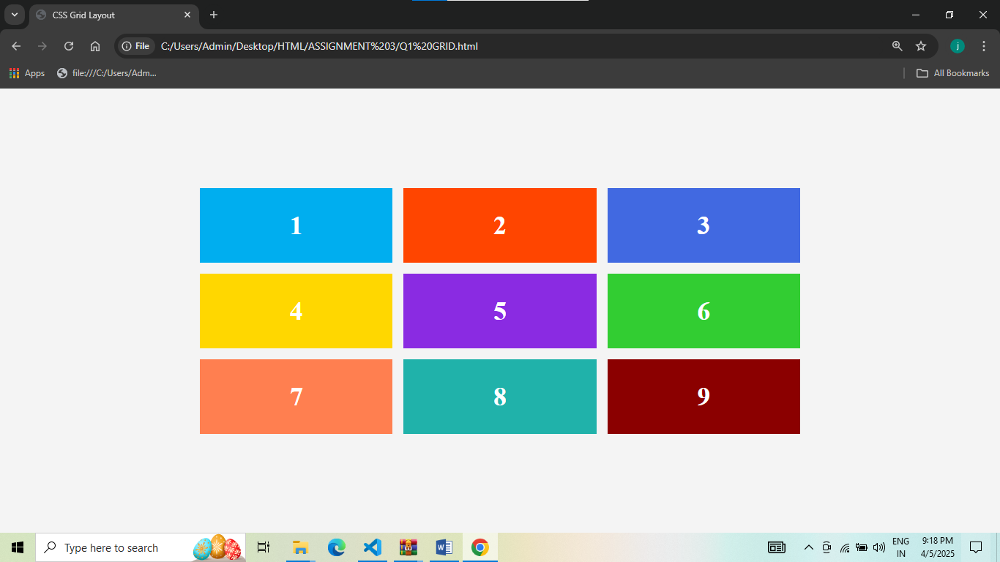 CSS Grid Layout
File C:/Users/Admin/Desktop/HTML/ASSIGNMENT%203/Q1%20GRID.html
j
Apps file:///C:/Users/Adm... All Bookmarks
1 2 3
4 5 6
7 8 9
Type here to search
ENG
IN
9:18 PM
4/5/2025